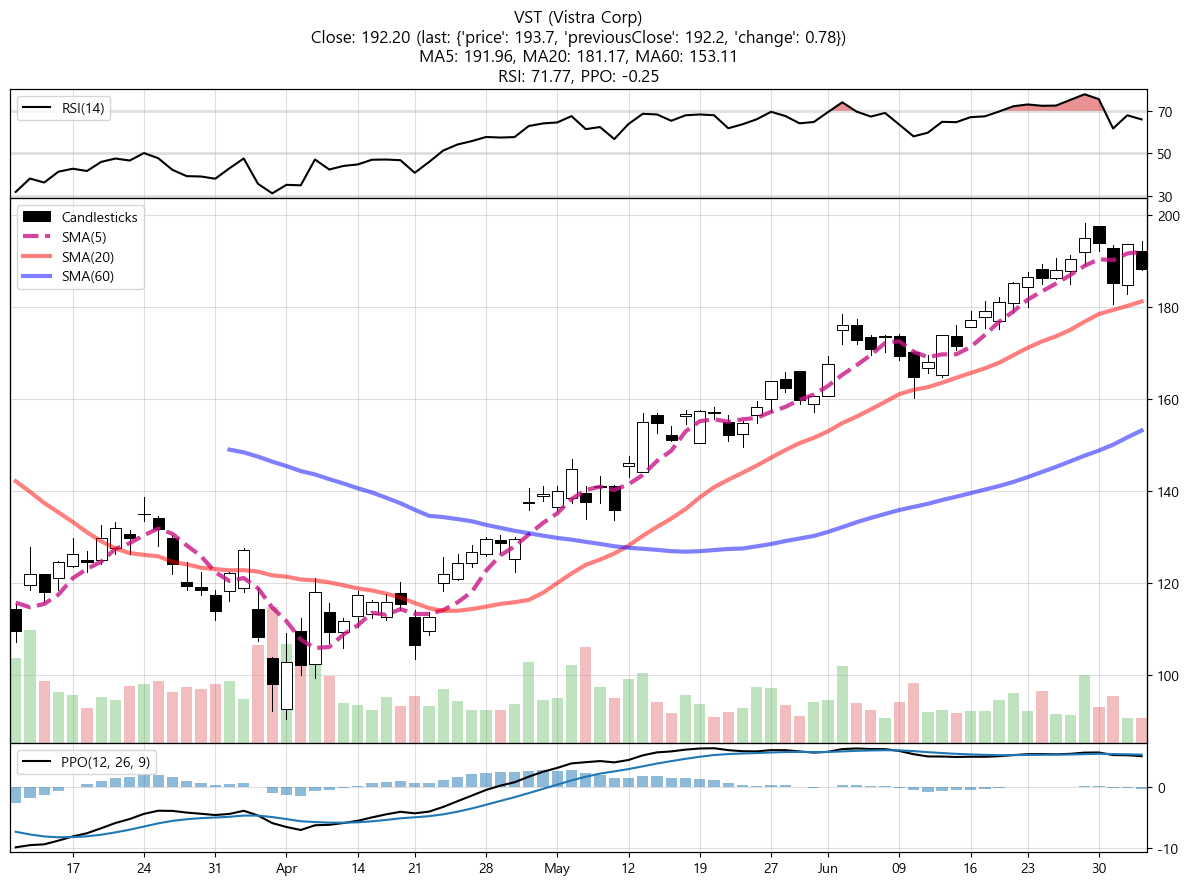 VST (Vistra Corp)
Close: 192.20 (last: {'price': 193.7, 'previousClose': 192.2, 'change': 0.78})
MA5: 191.96, MA20: 181.17, MA60: 153.11
RSI: 71.77, PPO: -0.25
RSI(14)
70
50
30
Candlesticks
SMA(5)
SMA(20)
SMA(60)
200
180
160
140
120
100
PPO(12, 26, 9)
0
-10
17 24 31 Apr 14 21 28 May 12 19 27 Jun 09 16 23 30